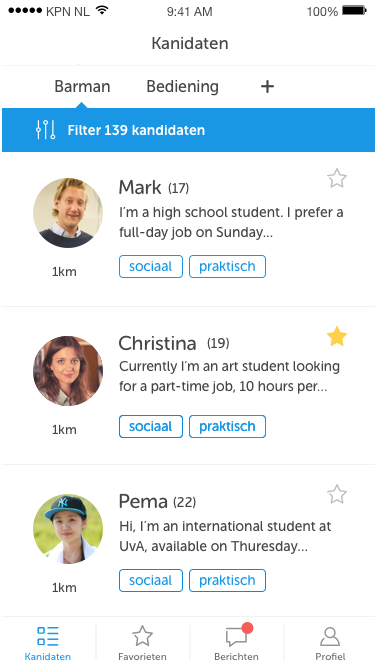 KPN NL 9:41 AM 100%
Kanidaten
Barman Bediening +
Filter 139 kandidaten
Mark (17)
I'm a high school student. I prefer a
full-day job on Sunday...
1km
sociaal praktisch
Christina (19)
Currently I'm an art student looking
for a part-time job, 10 hours per...
1km
sociaal praktisch
NY
Pema (22)
Hi, I'm an international student at
UvA, available on Thuresday...
1km
sociaal praktisch
Kanidaten Favorieten Berichten Profiel